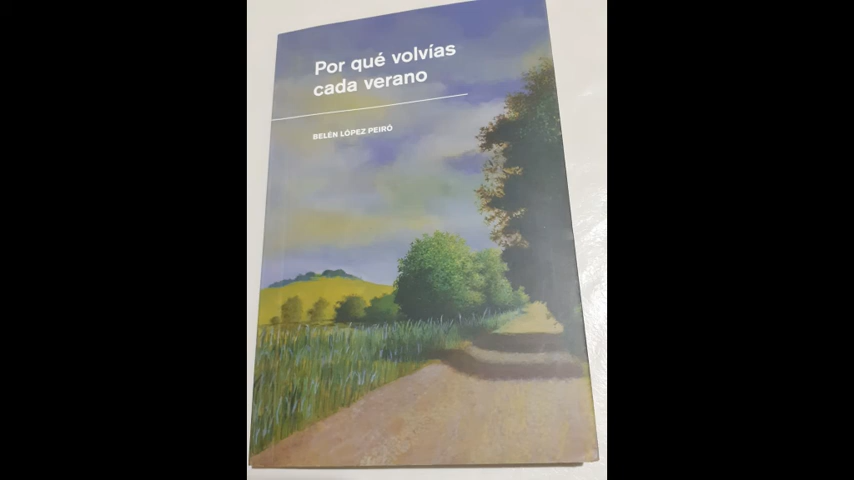 Por qué volvías
cada verano
BELÉN LÓPEZ PEIRÓ